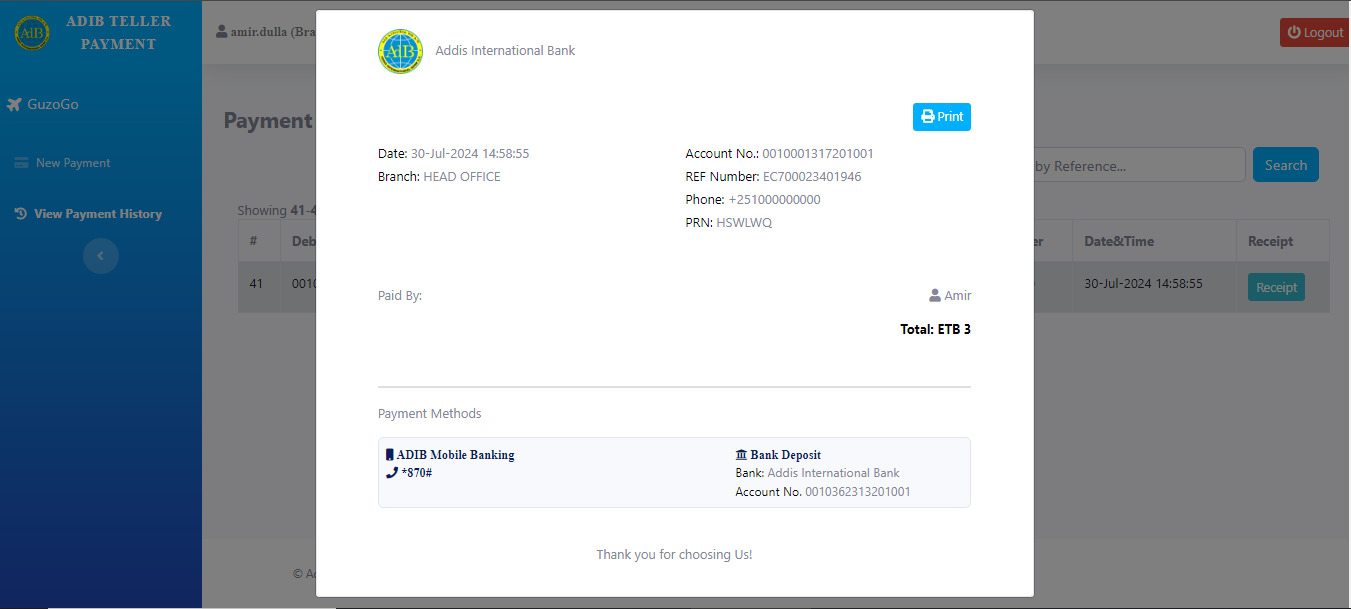 AdIB
ADIB TELLER
PAYMENT
GuzoGo
New Payment
View Payment History
amir.dulla (Bra
Logout
Payment
by Reference...
Search
Showing 41-4
#
Deb
er
Date&Time
Receipt
41
0010
30-Jul-2024 14:58:55
Receipt
© A
AdIB
Addis International Bank
Print
Date: 30-Jul-2024 14:58:55
Branch: HEAD OFFICE
Account No.: 0010001317201001
REF Number: EC700023401946
Phone: +251000000000
PRN: HSWLWQ
Paid By:
Amir
Total: ETB 3
Payment Methods
ADIB Mobile Banking
*870#
Bank Deposit
Bank: Addis International Bank
Account No. 0010362313201001
Thank you for choosing Us!